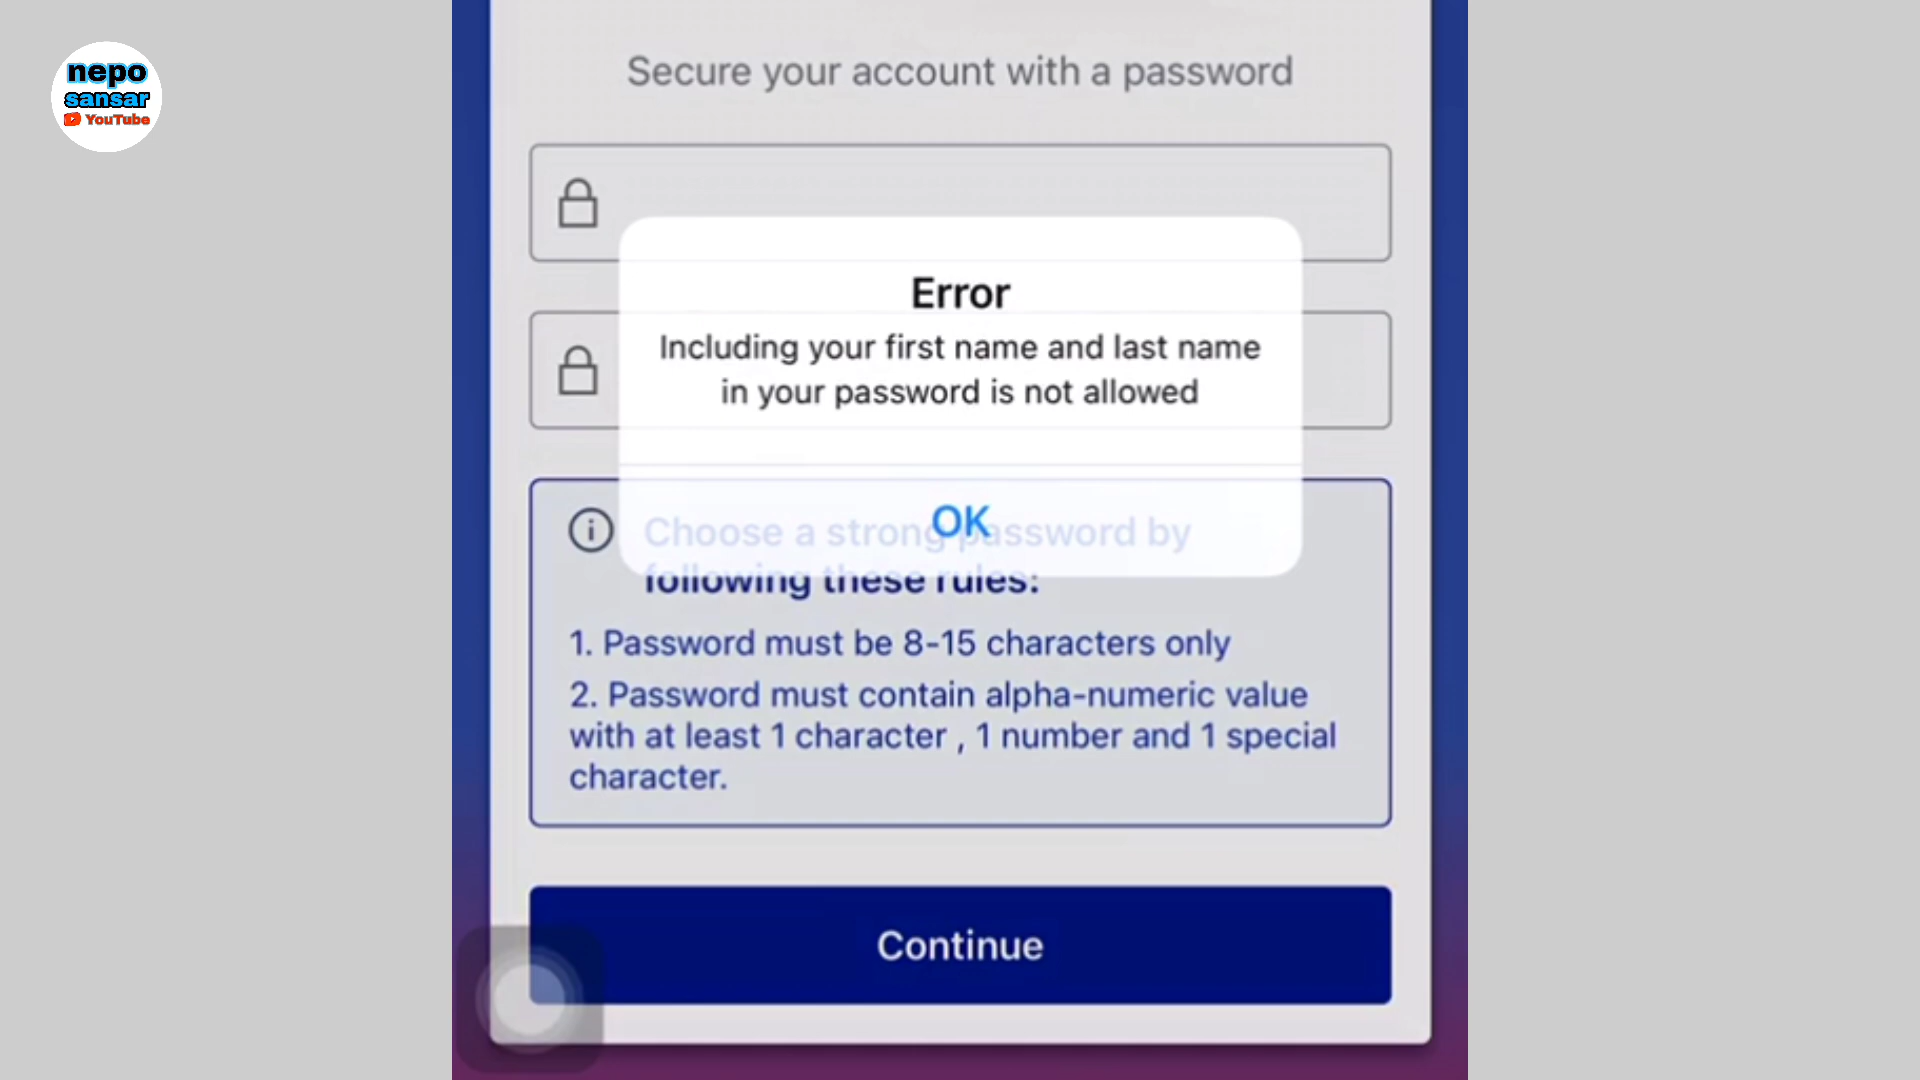 nepo
sansar
YouTube
Secure your account with a password
Error
Including your first name and last name
in your password is not allowed
OK
Choose a strong password by
following these rules:
1. Password must be 8-15 characters only
2. Password must contain alpha-numeric value
with at least 1 character , 1 number and 1 special
character.
Continue